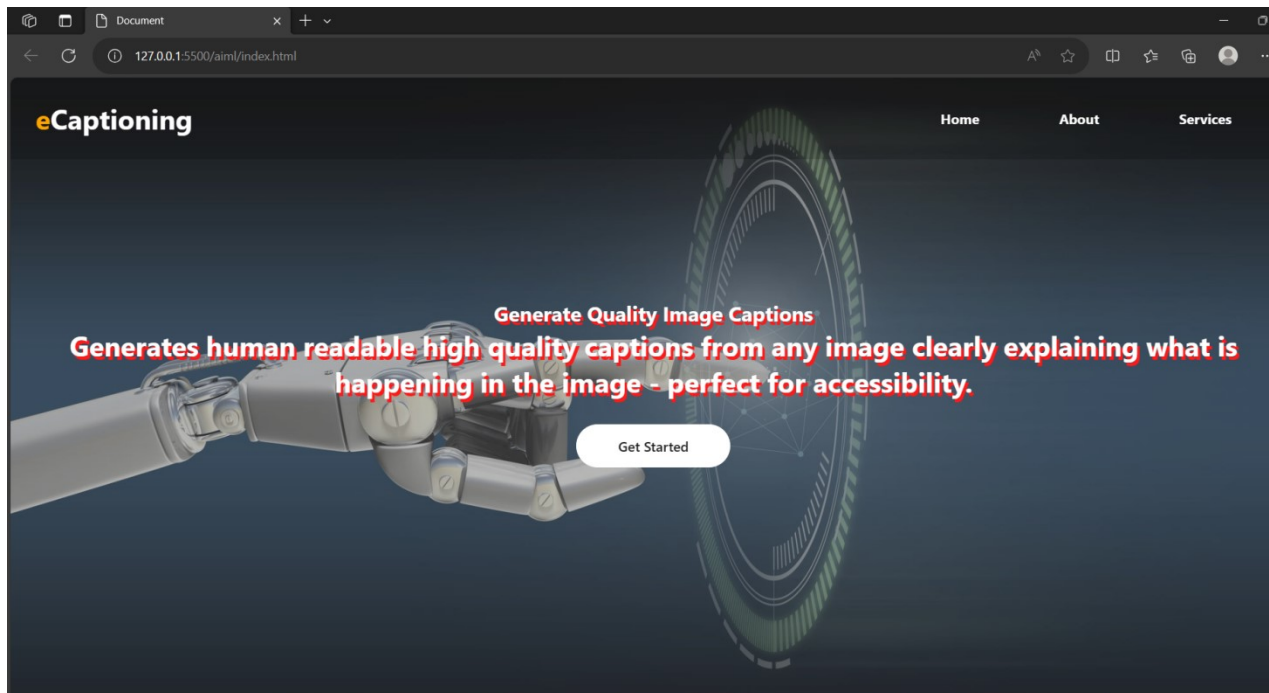 Document
127.0.0.1:5500/aiml/index.html
eCaptioning
Home About Services
Generate Quality Image Captions
Generates human readable high quality captions from any image clearly explaining what is
happening in the image - perfect for accessibility.
Get Started